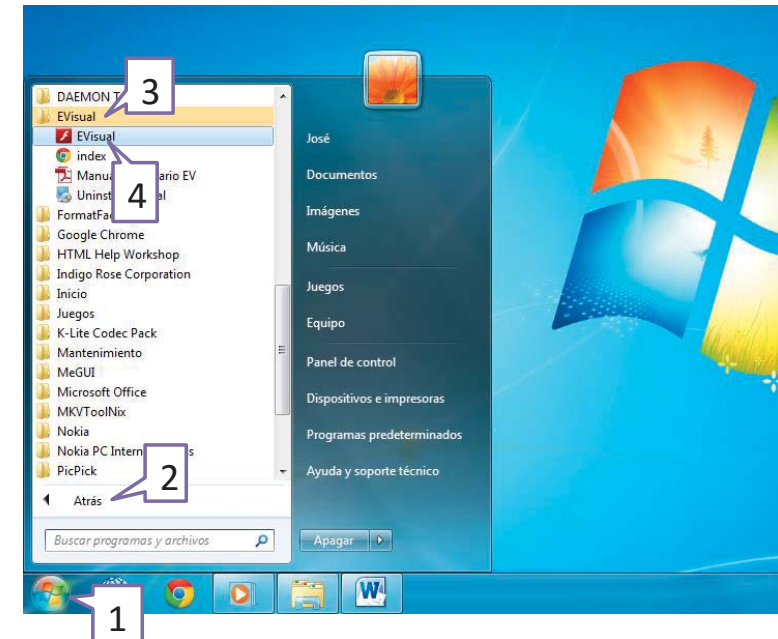 DAEMON T
3
EVisual
EVisual
index
Manua ario EV
Uninst al
4
FormatFa
Google Chrome
HTML Help Workshop
Indigo Rose Corporation
Inicio
Juegos
K-Lite Codec Pack
Mantenimiento
MeGUI
Microsoft Office
MKVToolNix
Nokia
Nokia PC Intern s
PicPick
2
Atrás
Buscar programas y archivos
José
Documentos
Imágenes
Música
Juegos
Equipo
Panel de control
Dispositivos e impresoras
Programas predeterminados
Ayuda y soporte técnico
Apagar
1